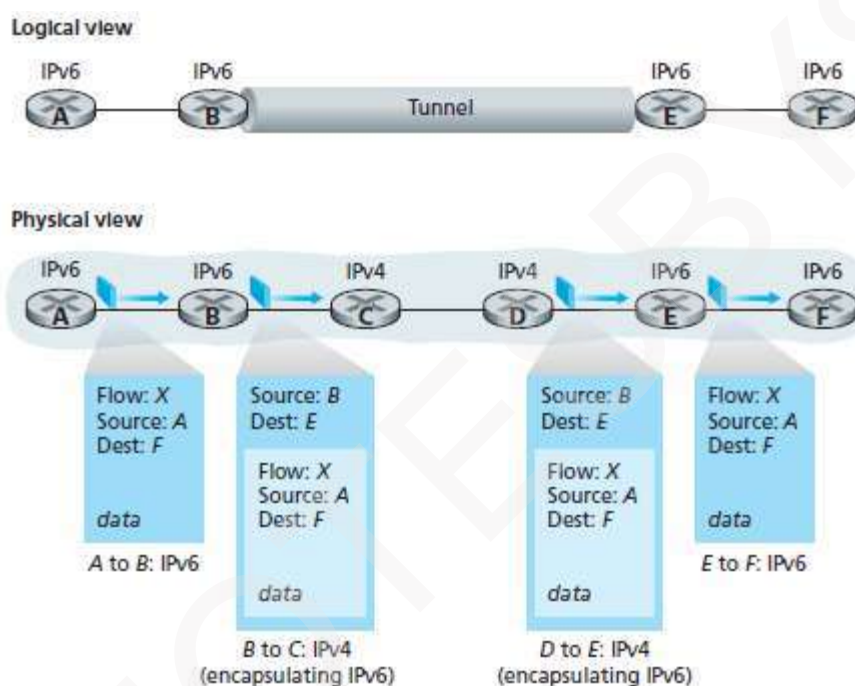 Logical view
IPv6 IPv6 IPv6 IPv6
A B Tunnel E F
Physical view
IPv6 IPv6 IPv4 IPv4 IPv6 IPv6
A B C D E F
Flow: X
Source: A
Dest: F
data
A to B: IPv6
Source: B
Dest: E
Flow: X
Source: A
Dest: F
data
B to C: IPv4
(encapsulating IPv6)
Source: B
Dest: E
Flow: X
Source: A
Dest: F
data
D to E: IPv4
(encapsulating IPv6)
Flow: X
Source: A
Dest: F
data
E to F: IPv6